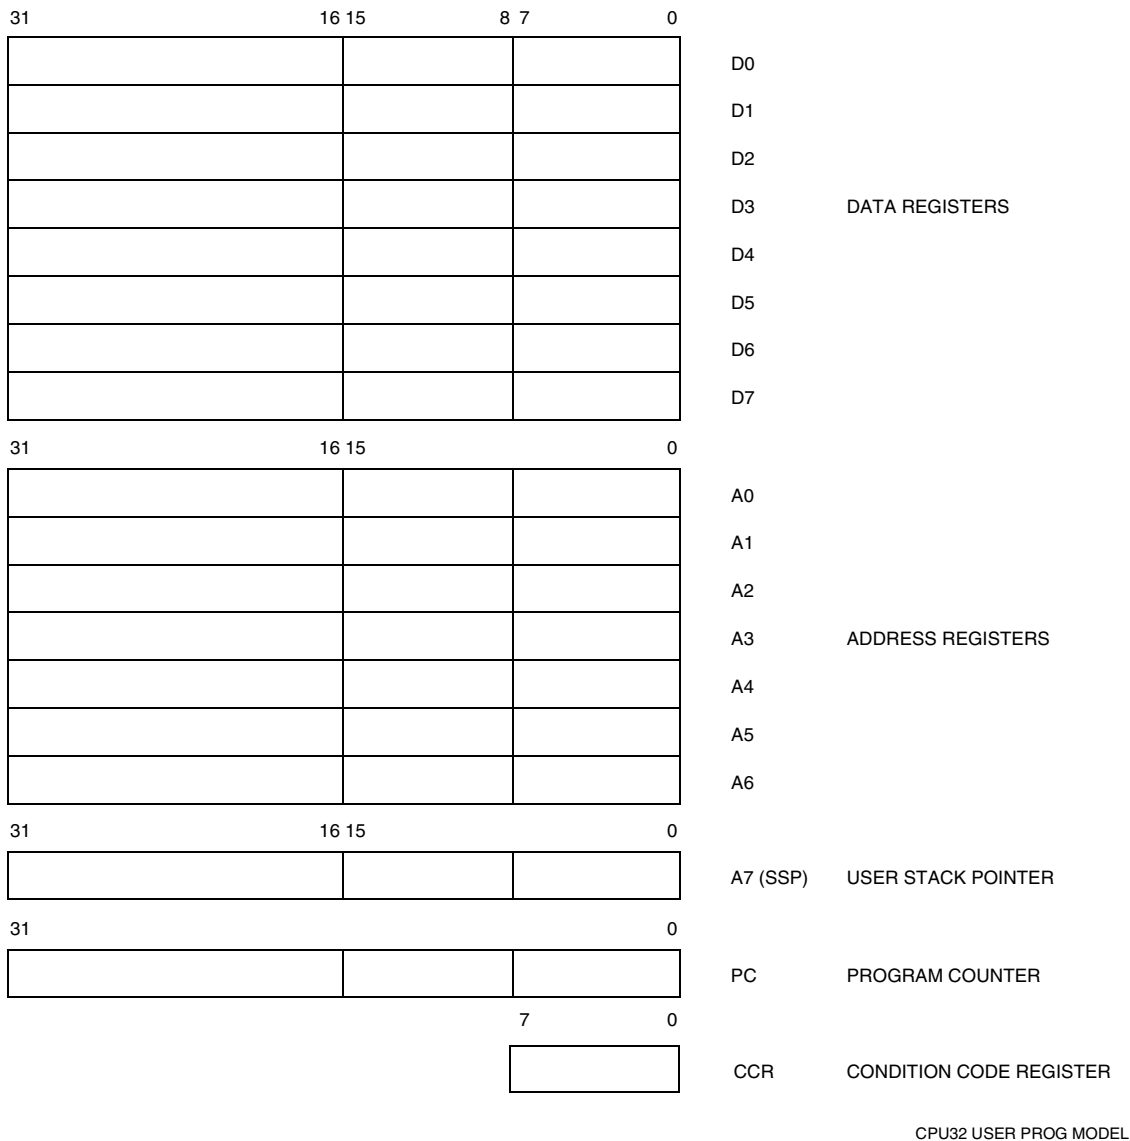 31 16 15 8 7 0
D0
D1
D2
D3 DATA REGISTERS
D4
D5
D6
D7
31 16 15 0
A0
A1
A2
A3 ADDRESS REGISTERS
A4
A5
A6
31 16 15 0
A7 (SSP) USER STACK POINTER
31 0
PC PROGRAM COUNTER
7 0
CCR CONDITION CODE REGISTER
CPU32 USER PROG MODEL